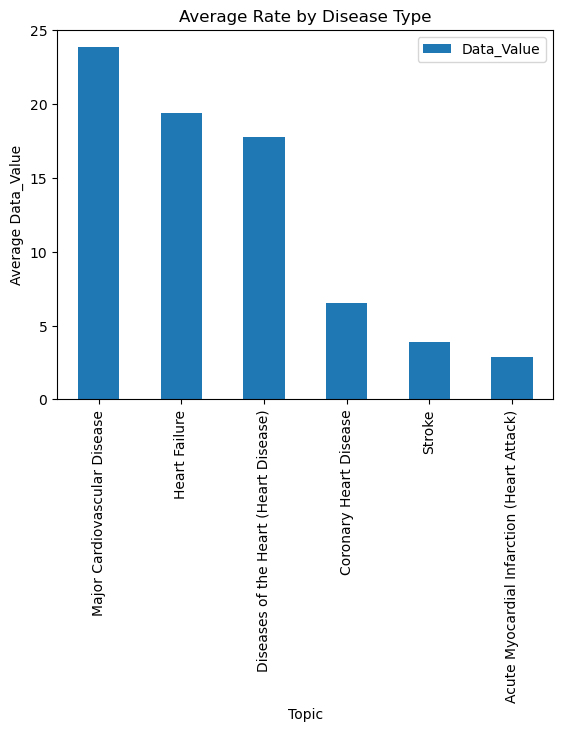 Average Rate by Disease Type
Data_Value
Average Data_Value
25
20
15
10
5
0
Major Cardiovascular Disease
Heart Failure
Diseases of the Heart (Heart Disease)
Coronary Heart Disease
Stroke
Acute Myocardial Infarction (Heart Attack)
Topic